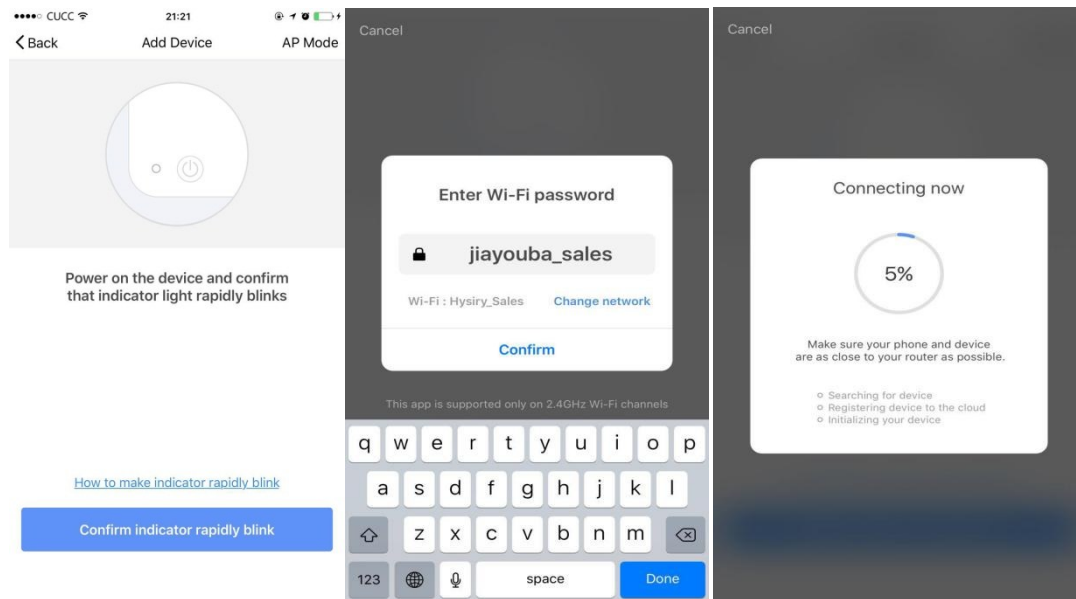 CUCC 21:21
Back Add Device AP Mode
Power on the device and confirm
that indicator light rapidly blinks
How to make indicator rapidly blink
Confirm indicator rapidly blink
Cancel
Enter Wi-Fi password
jiayouba_sales
Wi-Fi : Hysiry_Sales Change network
Confirm
This app is supported only on 2.4GHz Wi-Fi channels
q w e r t y u i o p
a s d f g h j k l
z x c v b n m
123 space Done
Cancel
Connecting now
5%
Make sure your phone and device
are as close to your router as possible.
Searching for device
Registering device to the cloud
Initializing your device